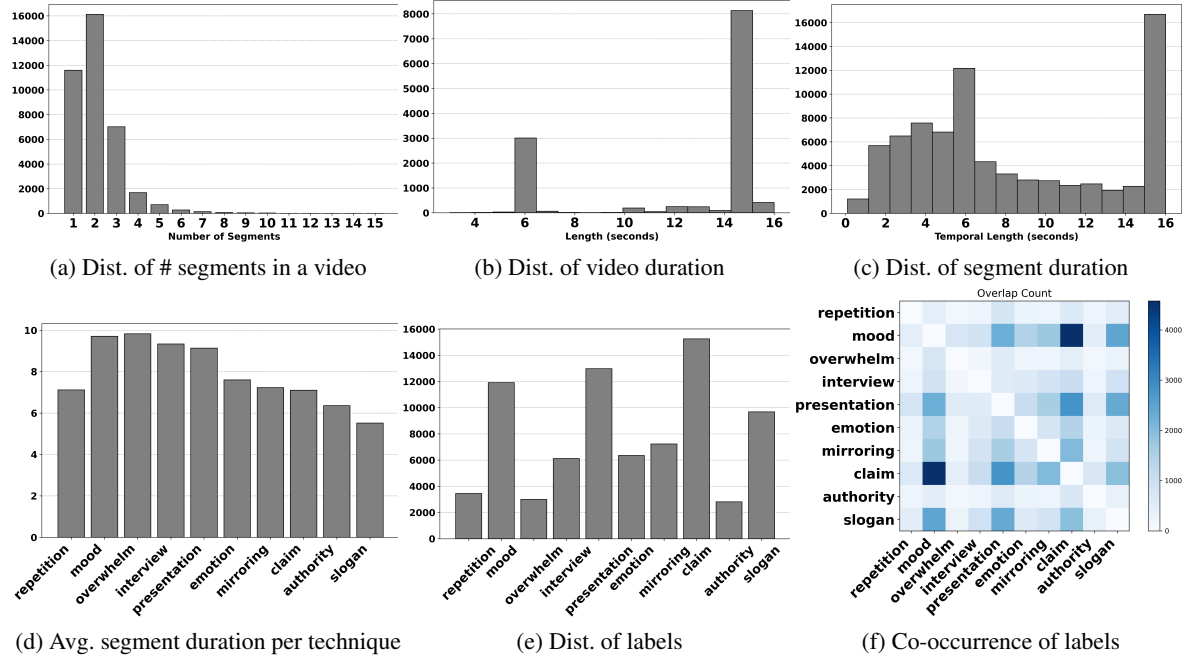 16000
14000
12000
10000
8000
6000
4000
2000
0
1 2 3 4 5 6 7 8 9 10 11 12 13 14 15
Number of Segments
(a) Dist. of # segments in a video
8000
7000
6000
5000
4000
3000
2000
1000
0
4 6 8 10 12 14 16
Length (seconds)
(b) Dist. of video duration
16000
14000
12000
10000
8000
6000
4000
2000
0
0 2 4 6 8 10 12 14 16
Temporal Length (seconds)
(c) Dist. of segment duration
10
8
6
4
2
0
repetition
mood
overwhelm
interview
presentation
emotion
mirroring
claim
authority
slogan
(d) Avg. segment duration per technique
16000
14000
12000
10000
8000
6000
4000
2000
0
repetition
mood
overwhelm
interview
presentation
emotion
mirroring
claim
authority
slogan
(e) Dist. of labels
Overlap Count
repetition
mood
overwhelm
interview
presentation
emotion
mirroring
claim
authority
slogan
repetition
mood
overwhelm
interview
presentation
emotion
mirroring
claim
authority
slogan
4000
3000
2000
1000
0
(f) Co-occurrence of labels